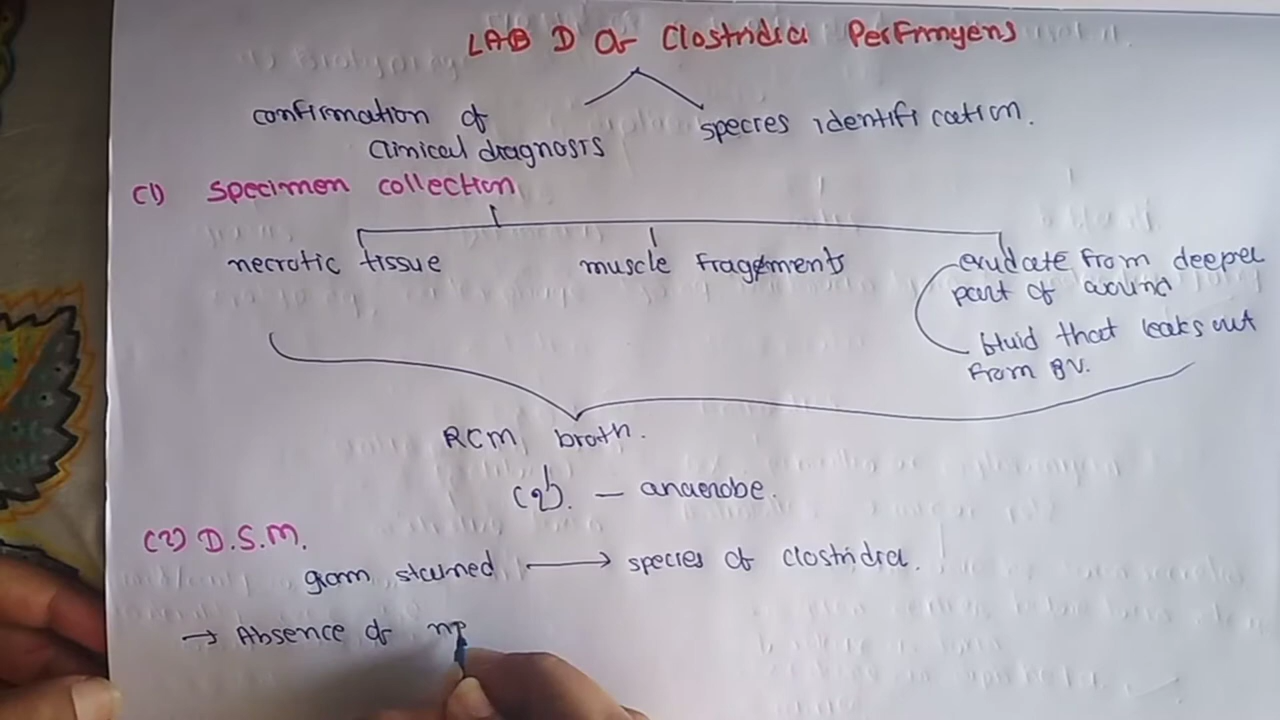 LAB D of Clostridia Perfringens
confirmation of
clinical diagnosis
species identification.
(1) Specimen collection
necrotic tissue
muscle fragements
exudate from deeper
part of wound
fluid that leaks out
from BV.
RCM broth.
— anaerobe.
(2) D.S.M.
gram stained → species of clostridia.
→ Absence of